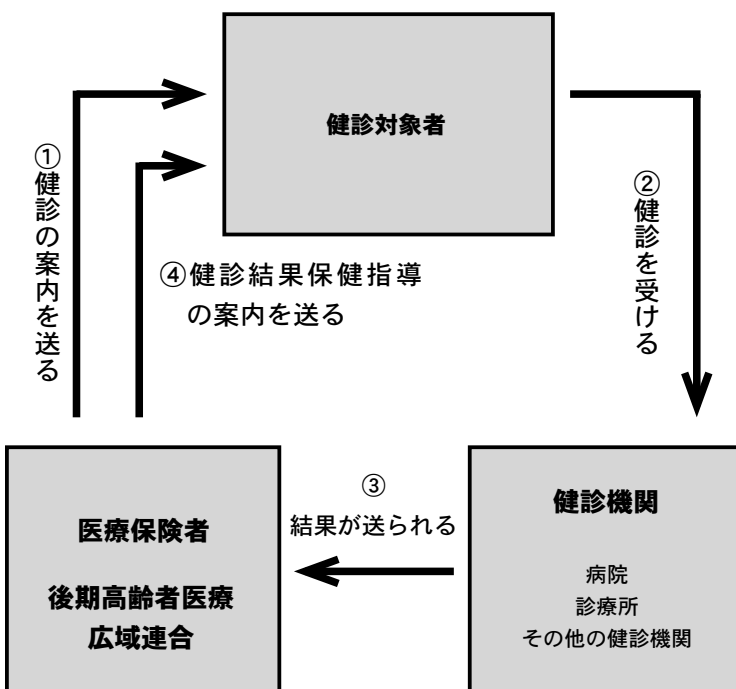 健診対象者
①健診の案内を送る
②健診を受ける
④健診結果保健指導
の案内を送る
③
結果が送られる
医療保険者
後期高齢者医療
広域連合
健診機関
病院
診療所
その他の健診機関